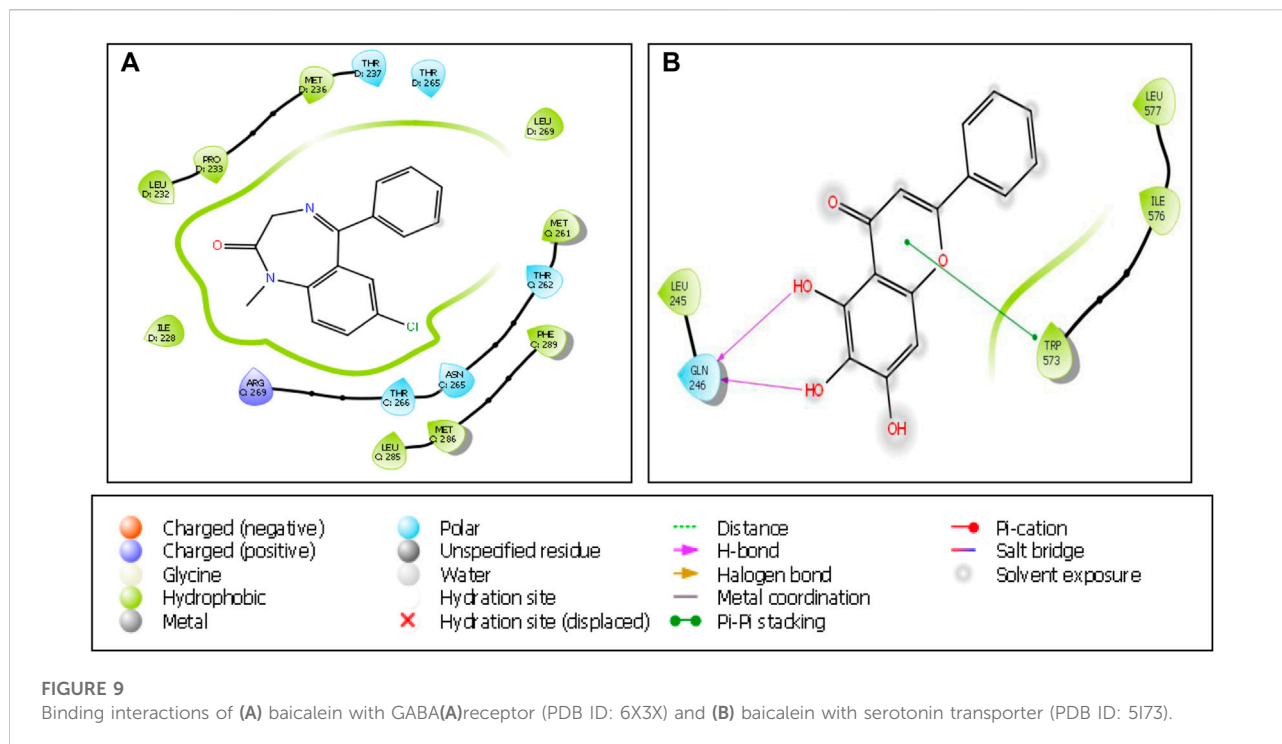 A
MET
D: 236
THR
D: 237
THR
D: 265
LEU
D: 269
PRO
D: 233
LEU
D: 232
N
O
N
Cl
MET
C: 261
THR
C: 262
PHE
C: 289
ILE
D: 228
ARG
C: 269
THR
C: 266
ASN
C: 265
LEU
C: 285
MET
C: 286
B
LEU
577
ILE
576
TRP
573
LEU
245
GLN
246
O
O
HO
HO
OH
Charged (negative)
Charged (positive)
Glycine
Hydrophobic
Metal
Polar
Unspecified residue
Water
Hydration site
Hydration site (displaced)
Distance
H-bond
Halogen bond
Metal coordination
Pi-Pi stacking
Pi-cation
Salt bridge
Solvent exposure
FIGURE 9
Binding interactions of (A) baicalein with GABA(A)receptor (PDB ID: 6X3X) and (B) baicalein with serotonin transporter (PDB ID: 5I73).